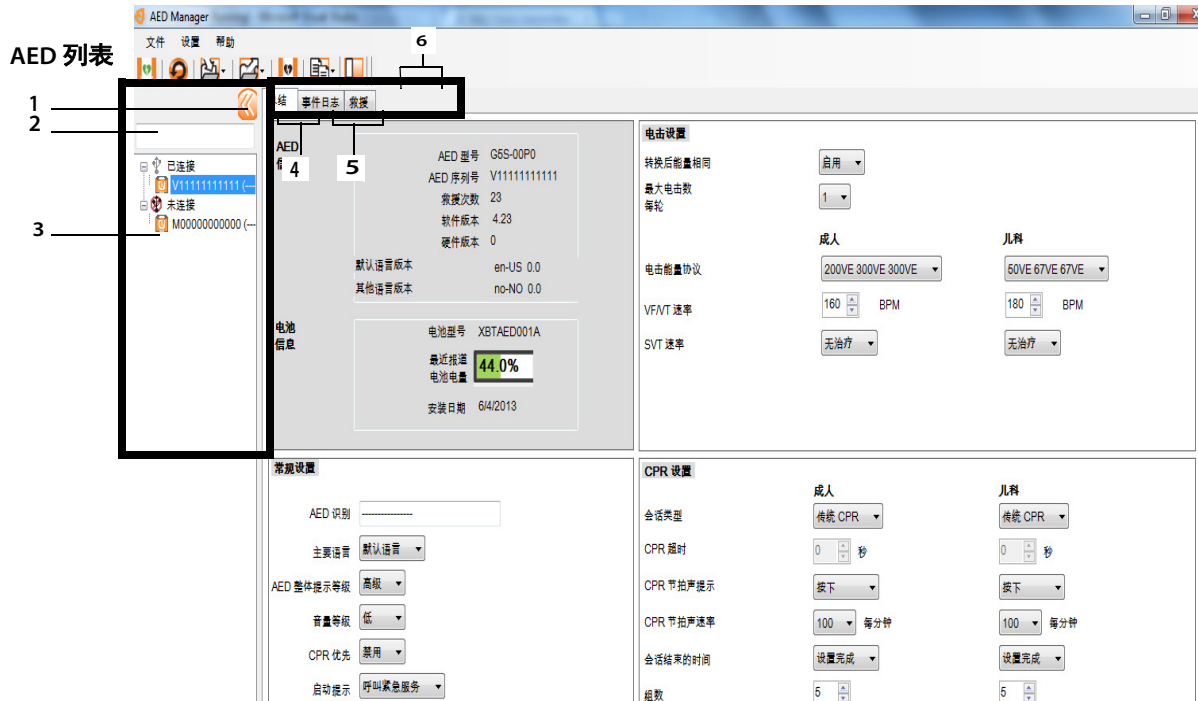 AED Manager
文件 设置 帮助
6
AED 列表
1
2
3
结 事件日志 救援
4
5
已连接
V11111111111 (---
未连接
M00000000000 (---
AED
信
AED 型号 G5S-00P0
AED 序列号 V11111111111
救援次数 23
软件版本 4.23
硬件版本 0
默认语言版本 en-US 0.0
其他语言版本 no-NO 0.0
电池
信息
电池型号 XBTAED001A
最近报道
电池电量
44.0%
安装日期 6/4/2013
电击设置
转换后能量相同 启用
最大电击数
每轮
1
成人 儿科
电击能量协议 200VE 300VE 300VE 50VE 67VE 67VE
VF/VT 速率 160 BPM 180 BPM
SVT 速率 无治疗 无治疗
常规设置
AED 识别 ----------------
主要语言 默认语言
AED 整体提示等级 高级
音量等级 低
CPR 优先 禁用
启动提示 呼叫紧急服务
CPR 设置
成人 儿科
会话类型 传统 CPR 传统 CPR
CPR 超时 0 秒 0 秒
CPR 节拍声提示 按下 按下
CPR 节拍声速率 100 每分钟 100 每分钟
会话结束的时间 设置完成 设置完成
组数 5 5